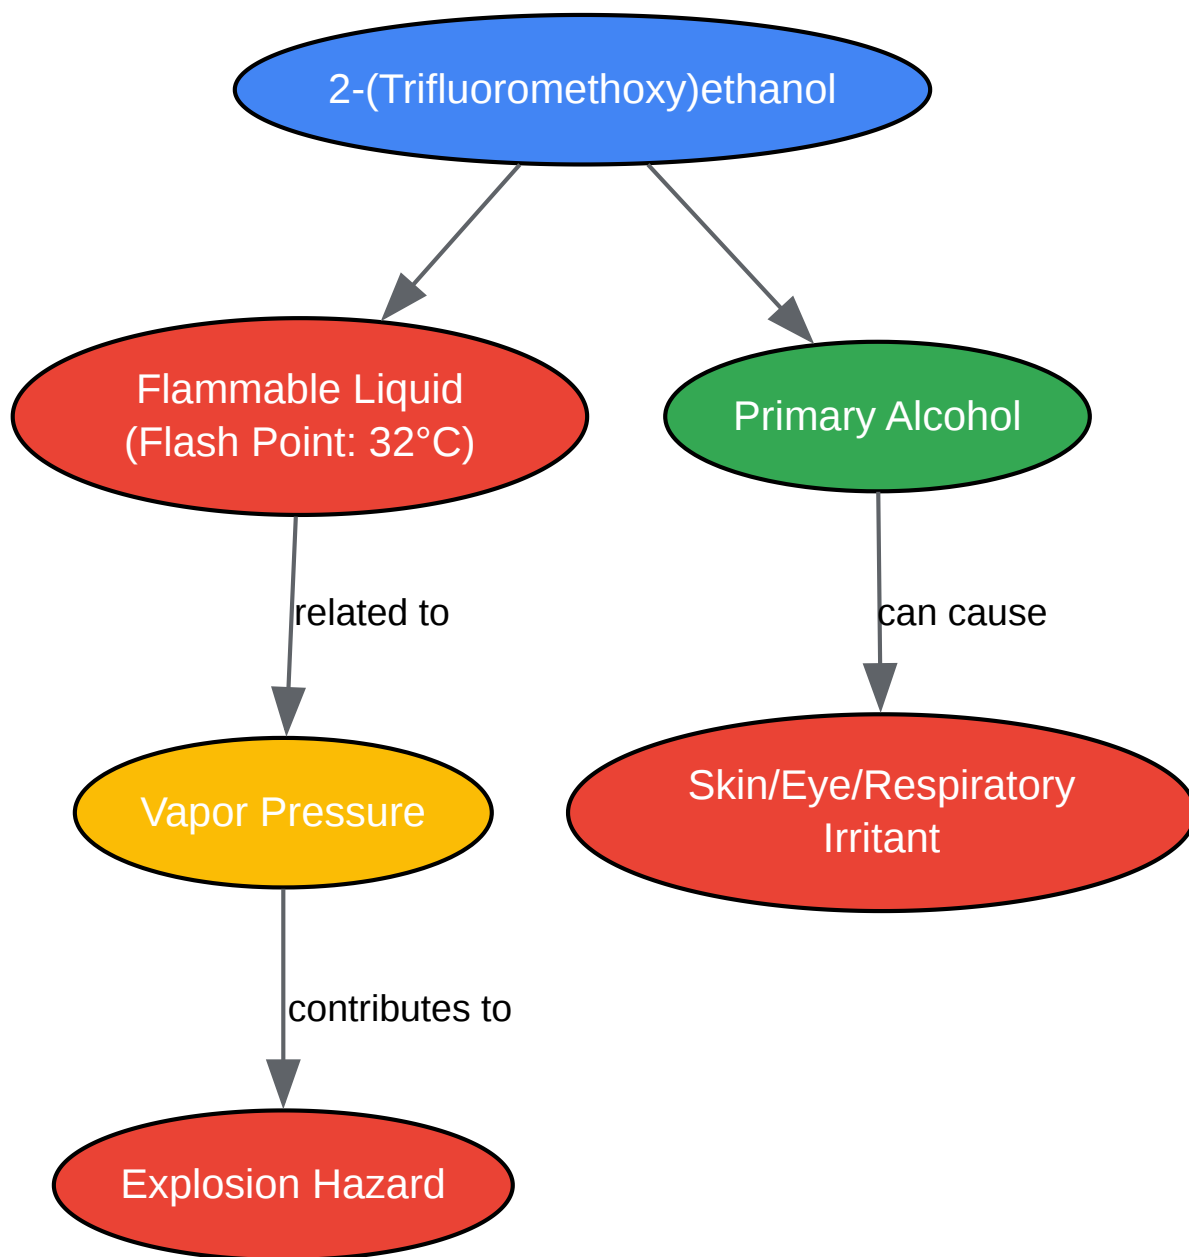 2-(Trifluoromethoxy)ethanol
Flammable Liquid
(Flash Point: 32°C)
Primary Alcohol
related to
can cause
Vapor Pressure
Skin/Eye/Respiratory
Irritant
contributes to
Explosion Hazard